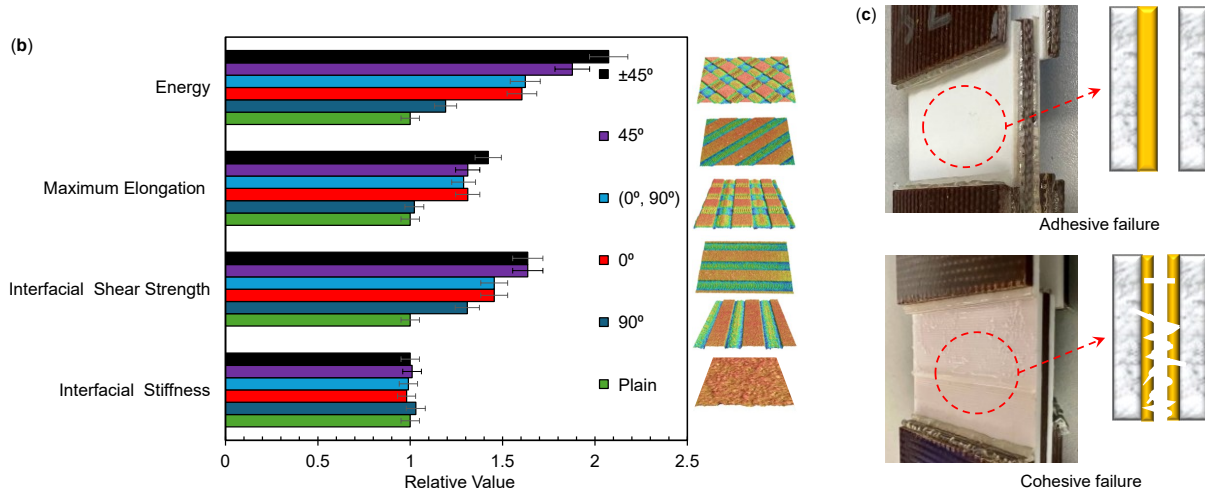 (b)
Energy
Maximum Elongation
Interfacial Shear Strength
Interfacial Stiffness
0 0.5 1 1.5 2 2.5
Relative Value
±45º
45º
(0º, 90º)
0º
90º
Plain
(c)
Adhesive failure
Cohesive failure